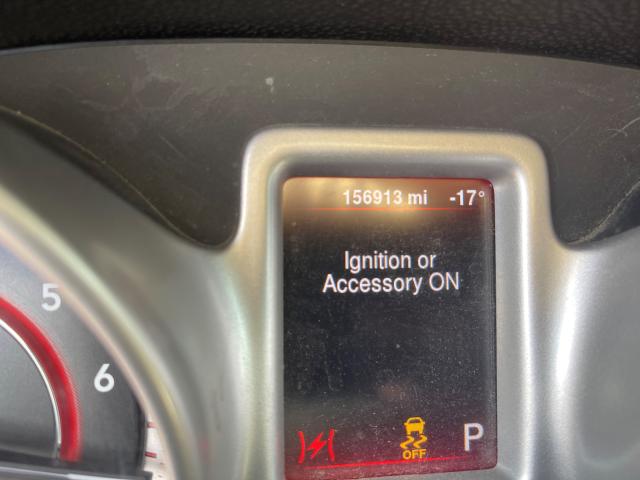 156913 mi -17°
Ignition or
Accessory ON
5
6
OFF
P